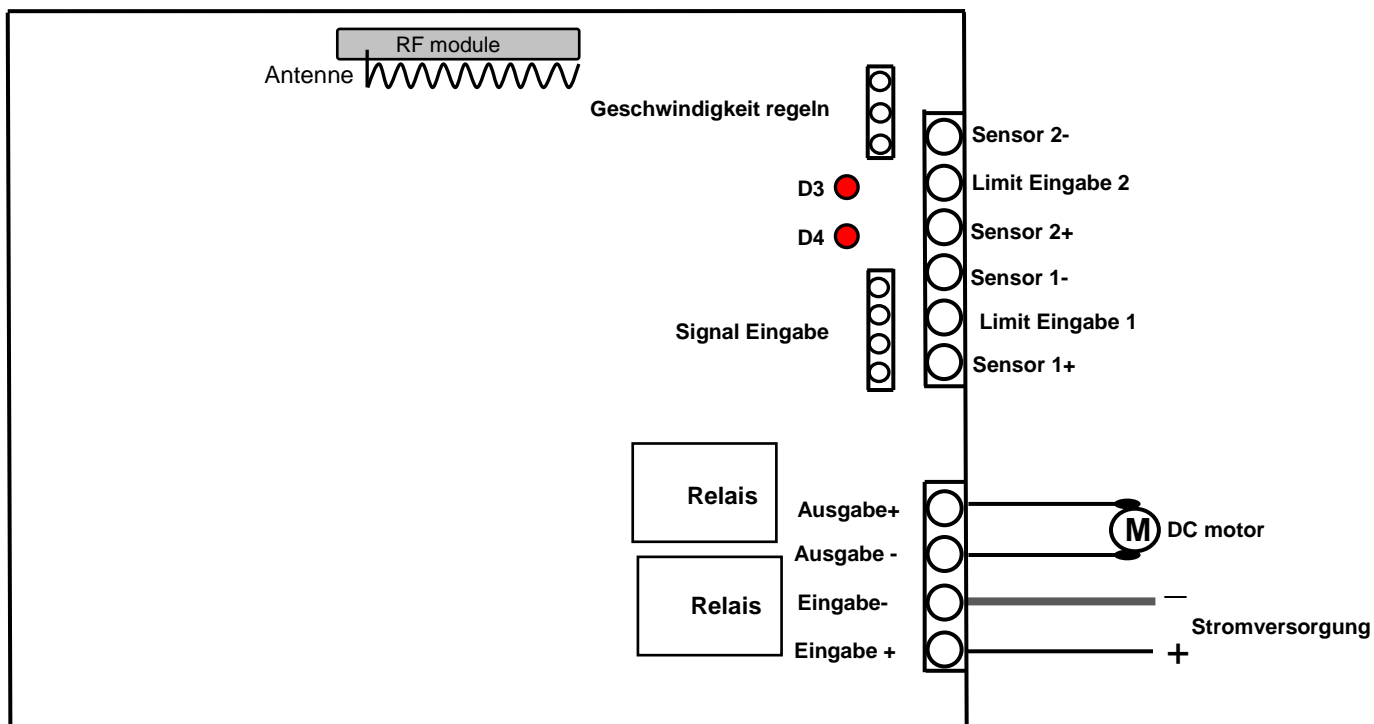 RF module
Antenne
Geschwindigkeit regeln
Sensor 2-
Limit Eingabe 2
D3
D4
Sensor 2+
Sensor 1-
Signal Eingabe
Limit Eingabe 1
Sensor 1+
Relais
Ausgabe+
M
DC motor
Ausgabe -
Relais
Eingabe-
—
Stromversorgung
Eingabe +
+